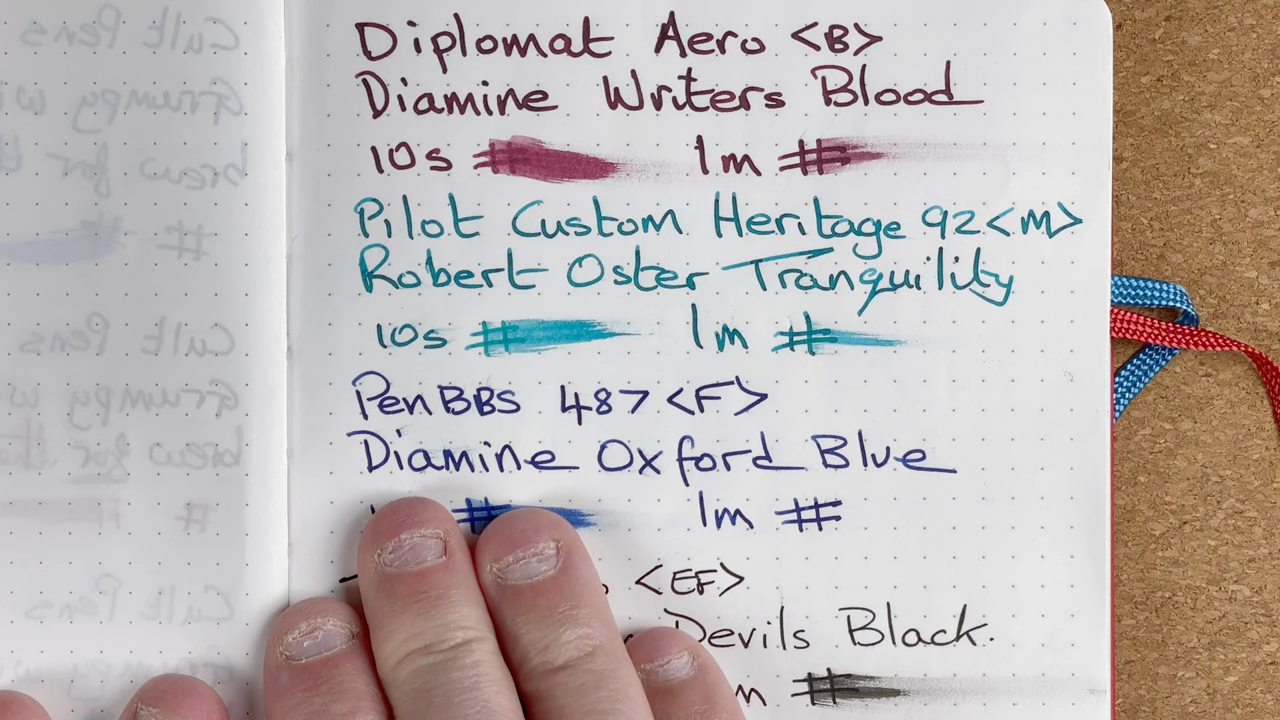 Diplomat Aero <B>
Diamine Writers Blood
10s # 1m #
Pilot Custom Heritage 92 <M>
Robert Oster Tranquility
10s # 1m #
PenBBS 487 <F>
Diamine Oxford Blue
# 1m #
<EF>
Devils Black.
m #